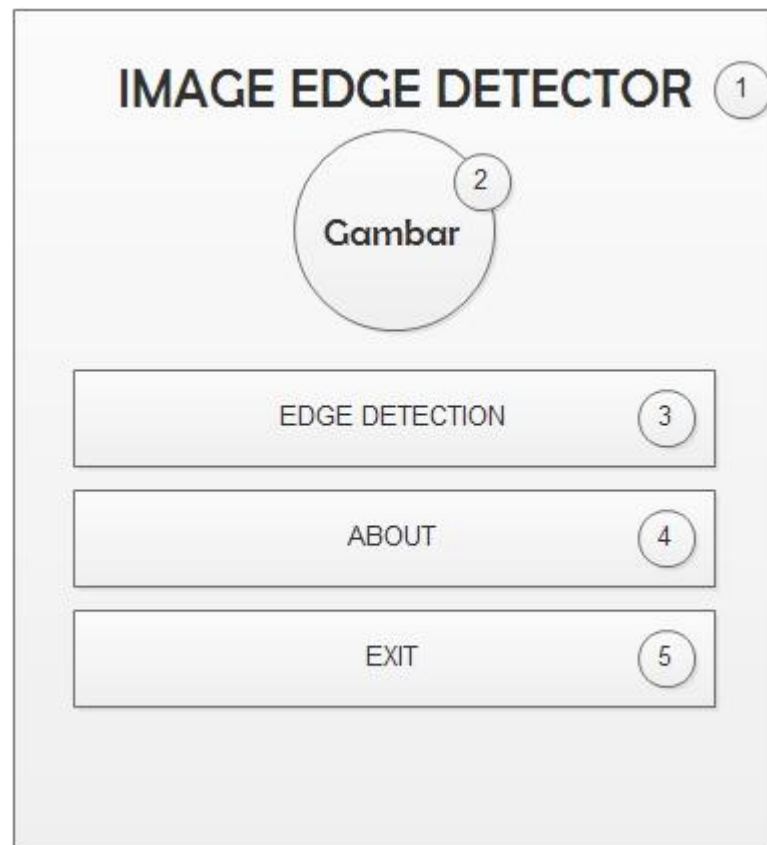 IMAGE EDGE DETECTOR 1
2
Gambar
EDGE DETECTION 3
ABOUT 4
EXIT 5